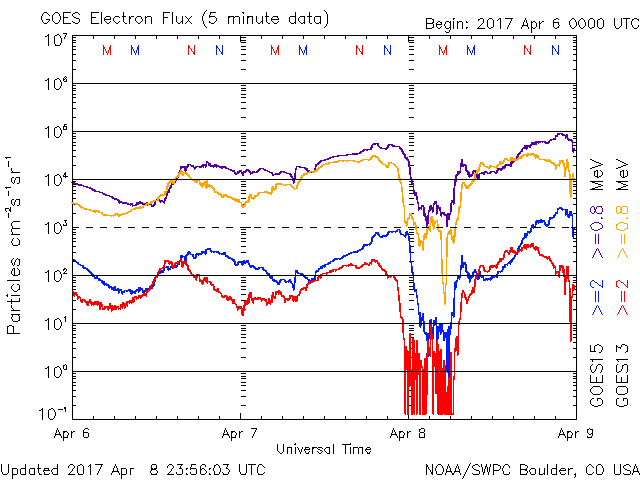 GOES Electron Flux (5 minute data)
Begin: 2017 Apr 6 0000 UTC
10⁷
M M N N M M N N M M N N
10⁶
10⁵
10⁴
10³
10²
10¹
10⁰
10⁻¹
Particles cm⁻²s⁻¹sr⁻¹
Apr 6 Apr 7 Apr 8 Apr 9
Universal Time
GOES15 >=2 >=0.8 MeV
GOES13 >=2 >=0.8 MeV
Updated 2017 Apr 8 23:56:03 UTC
NOAA/SWPC Boulder, CO USA